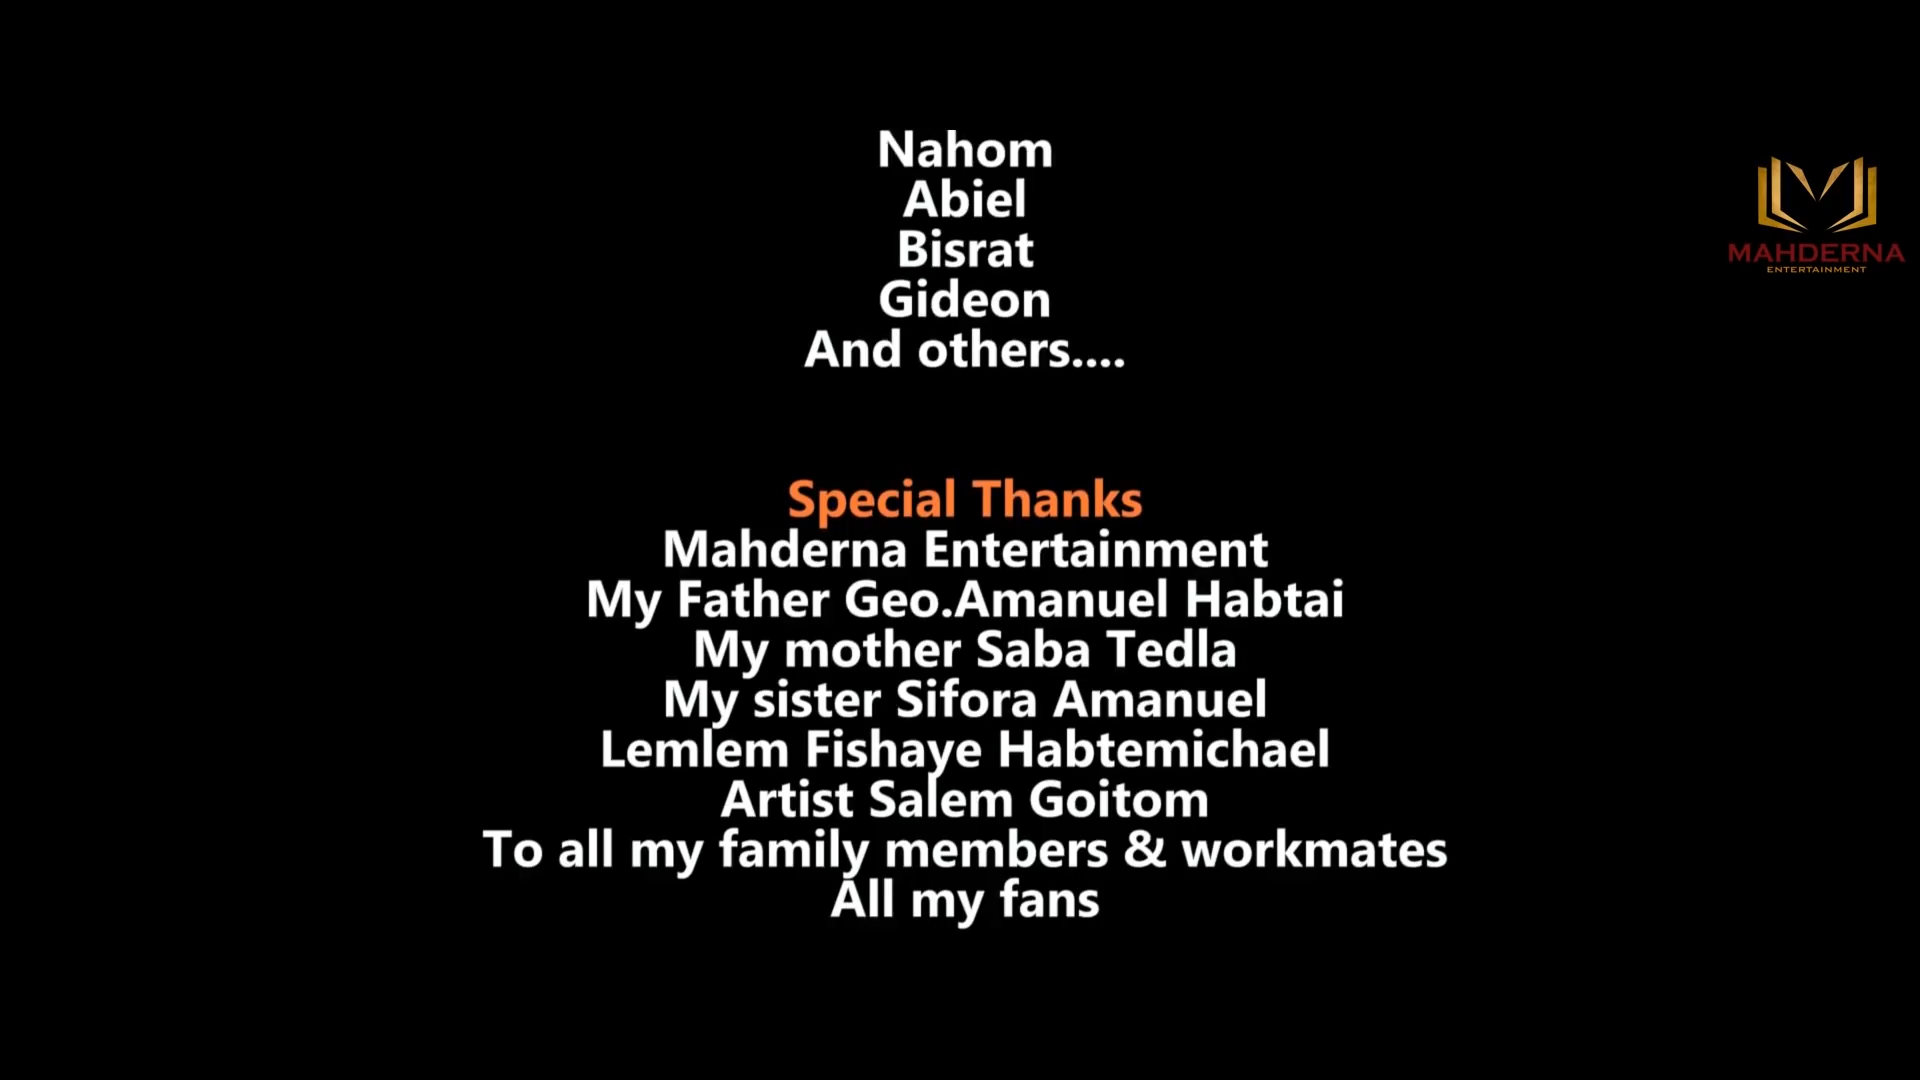 Nahom
Abiel
Bisrat
Gideon
And others....
MAHDERNA
ENTERTAINMENT
Special Thanks
Mahderna Entertainment
My Father Geo.Amanuel Habtai
My mother Saba Tedla
My sister Sifora Amanuel
Lemlem Fishaye Habtemichael
Artist Salem Goitom
To all my family members & workmates
All my fans